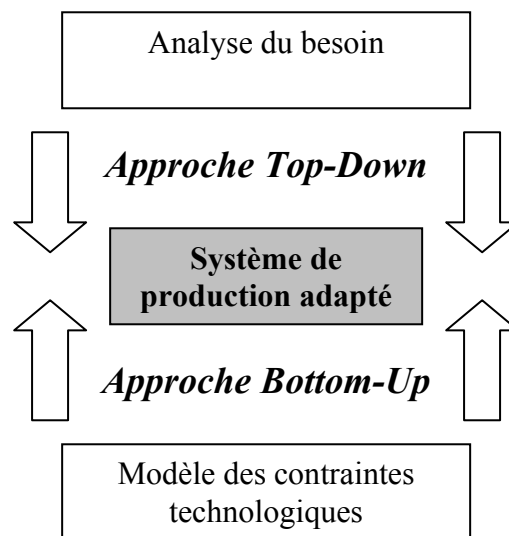 Analyse du besoin
Approche Top-Down
Système de
production adapté
Approche Bottom-Up
Modèle des contraintes
technologiques